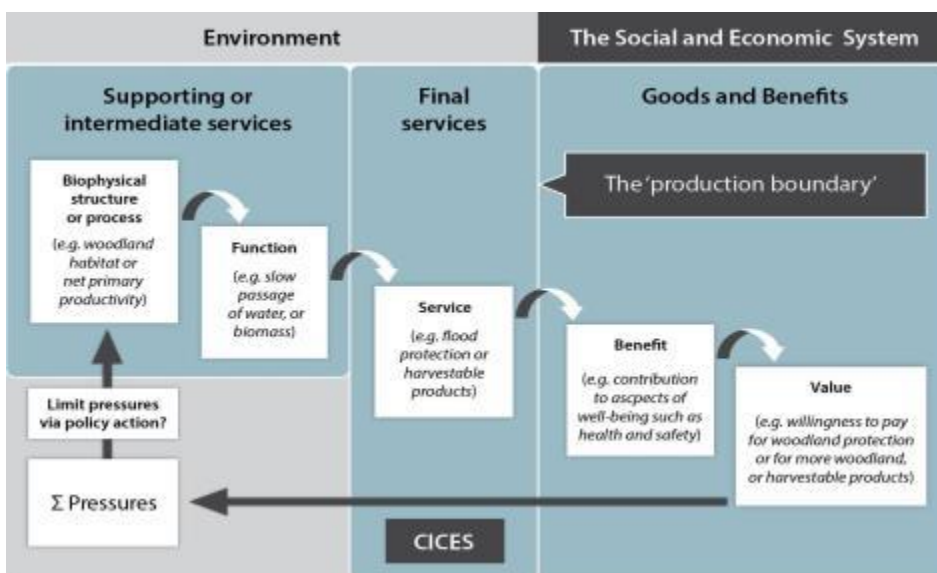 Environment
The Social and Economic System
Supporting or
intermediate services
Final
services
Goods and Benefits
Biophysical
structure
or process
(e.g. woodland
habitat or
net primary
productivity)
Function
(e.g. slow
passage
of water, or
biomass)
Service
(e.g. flood
protection or
harvestable
products)
The 'production boundary'
Benefit
(e.g. contribution
to ascpects of
well-being such as
health and safety)
Value
(e.g. willingness to pay
for woodland protection
or for more woodland,
or harvestable products)
Limit pressures
via policy action?
Σ Pressures
CICES